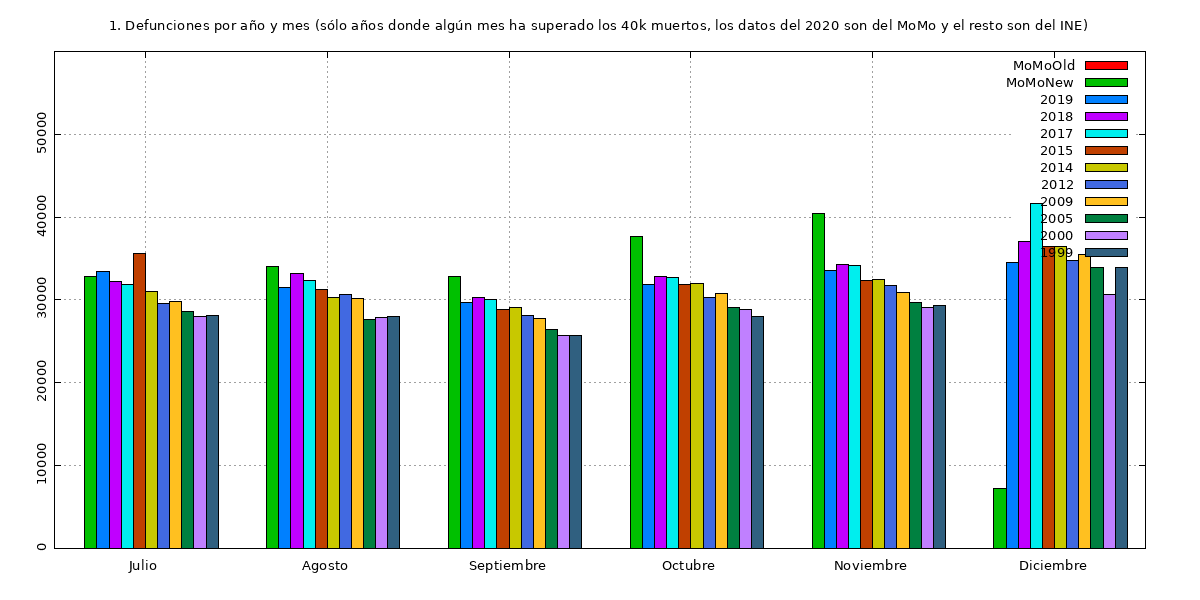 1. Defunciones por año y mes (sólo años donde algún mes ha superado los 40k muertos, los datos del 2020 son del MoMo y el resto son del INE)
MoMoOld
MoMoNew
2019
2018
2017
2015
2014
2012
2009
2005
2000
1999
50000
40000
30000
20000
10000
0
Julio
Agosto
Septiembre
Octubre
Noviembre
Diciembre